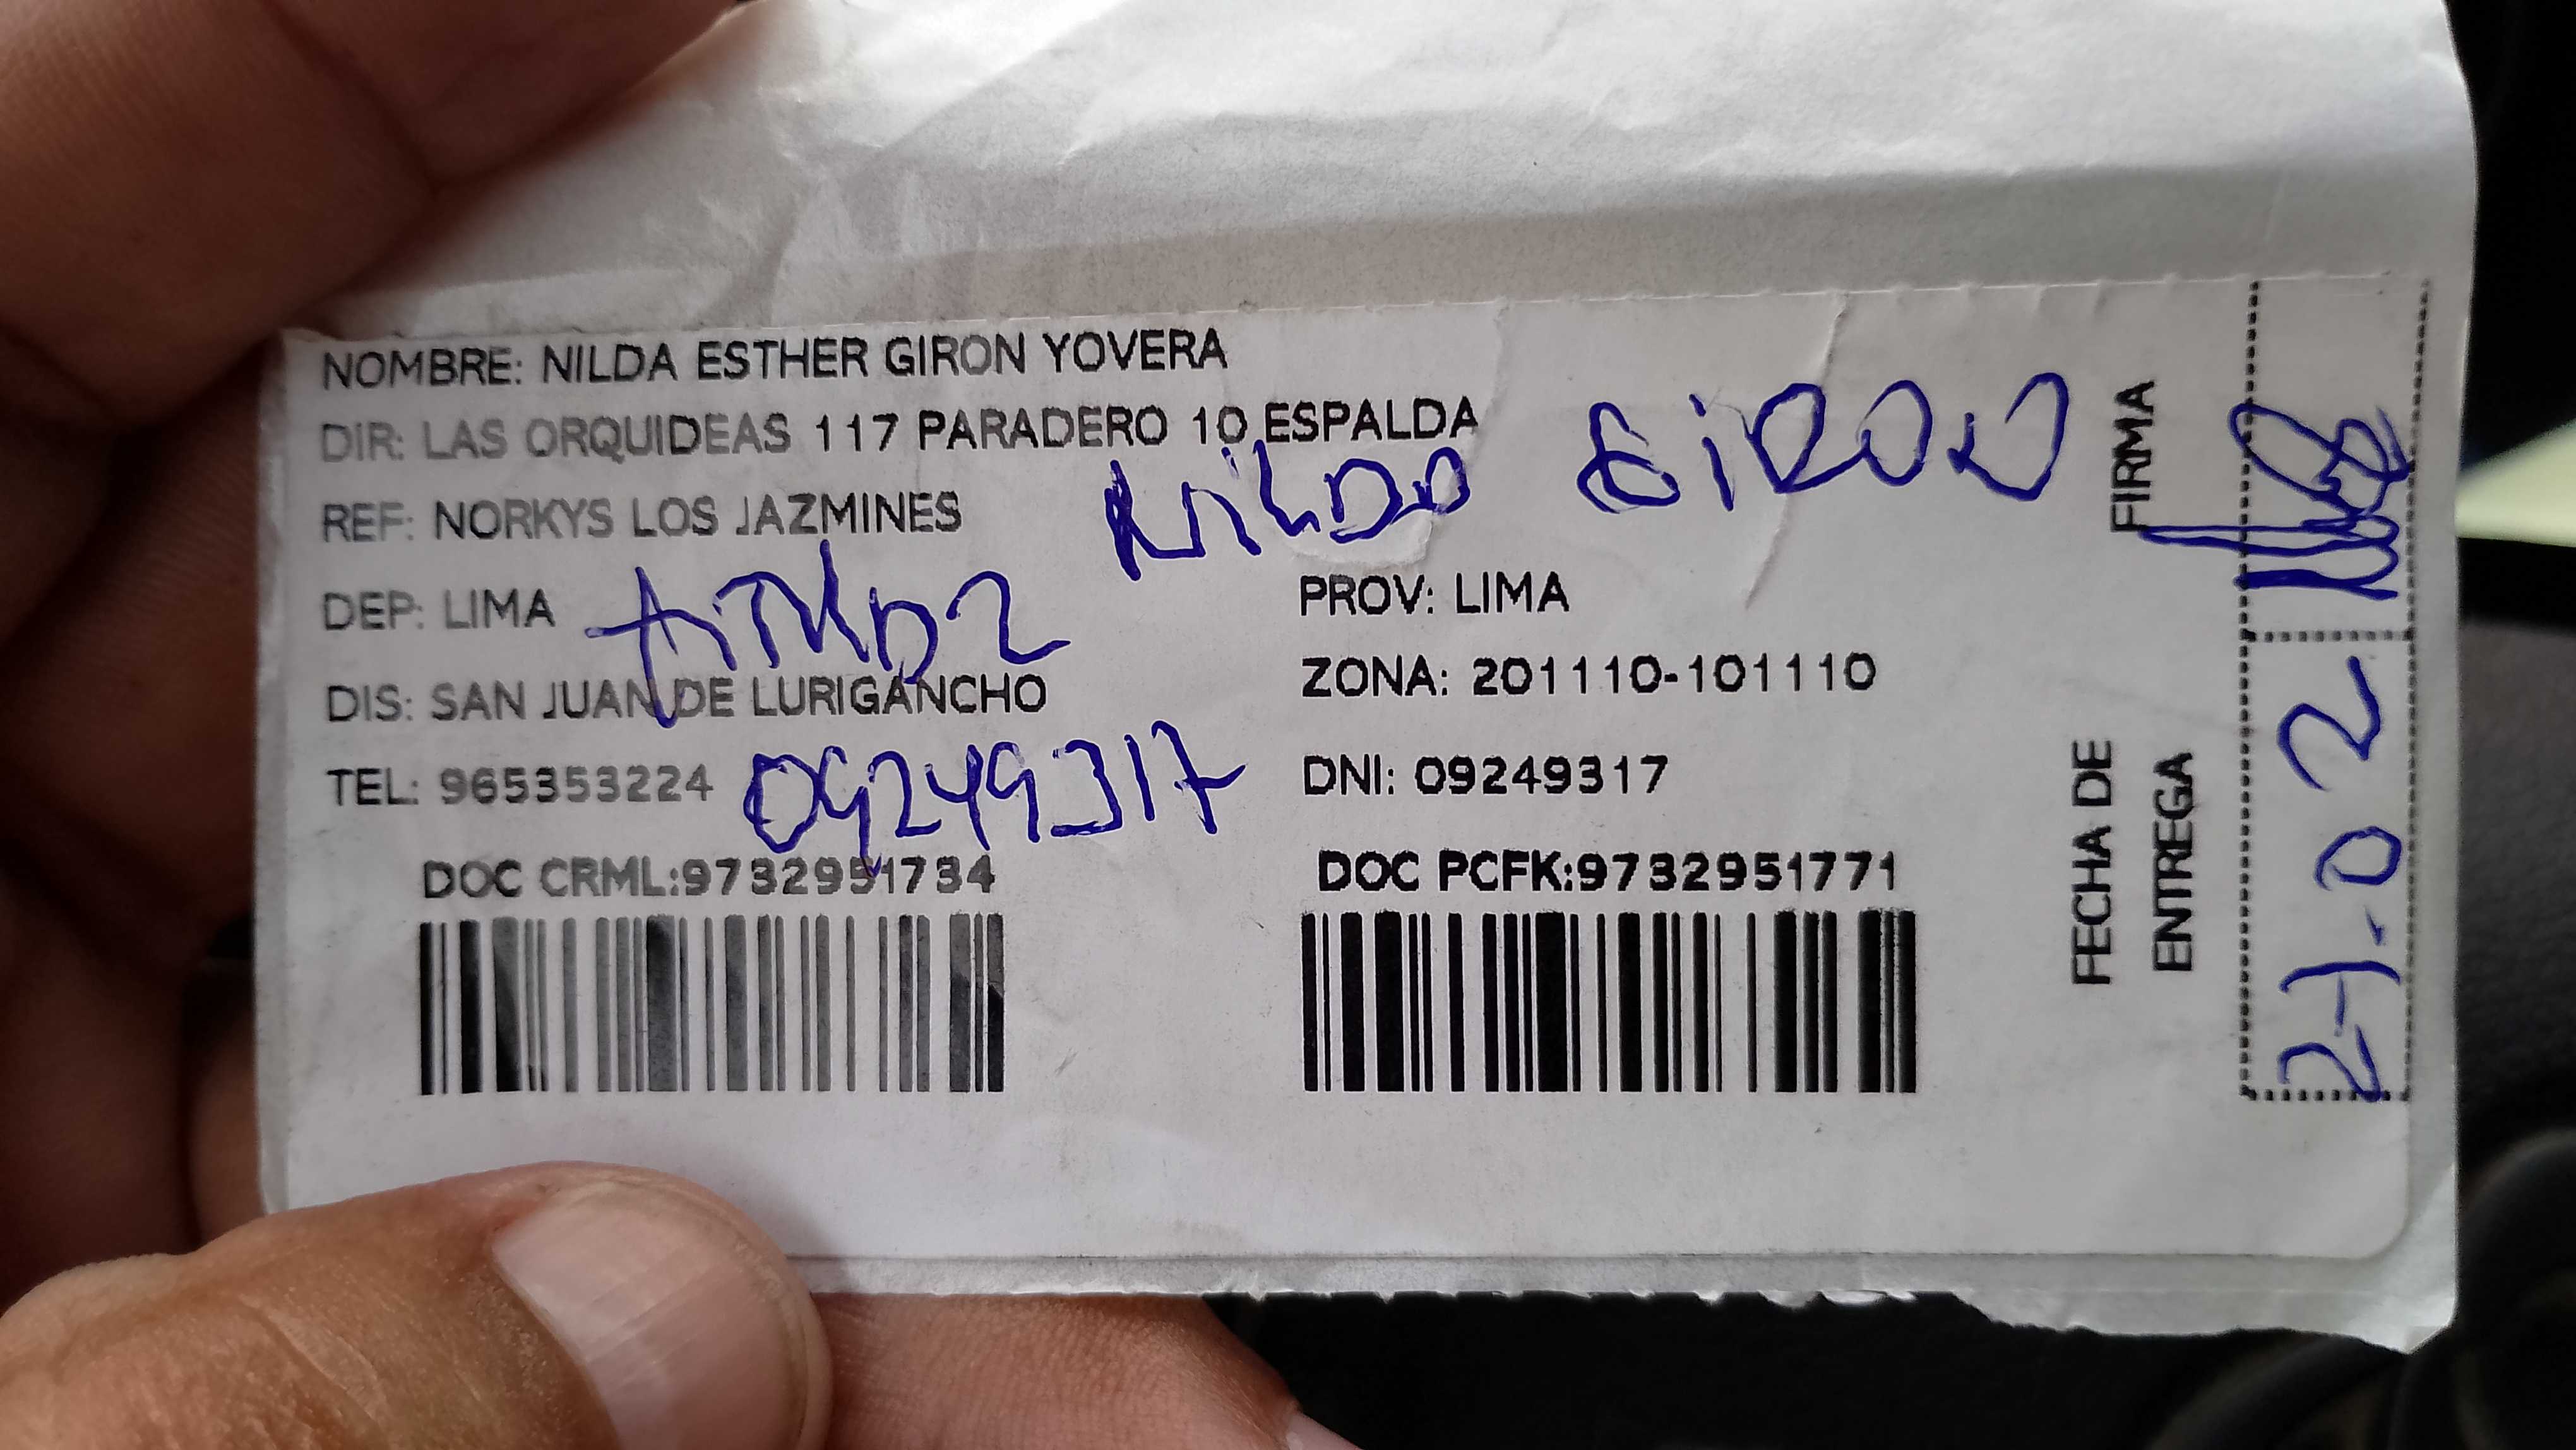 NOMBRE: NILDA ESTHER GIRON YOVERA
DIR: LAS ORQUIDEAS 117 PARADERO 10 ESPALDA
REF: NORKYS LOS JAZMINES
NILDA GIRON
DEP: LIMA
PROV: LIMA
DIS: SAN JUAN DE LURIGANCHO
ZONA: 201110-101110
TEL: 965353224
09249317
DNI: 09249317
DOC CRML:9732951734
DOC PCFK:9732951771
FIRMA
FECHA DE
ENTREGA
21.02